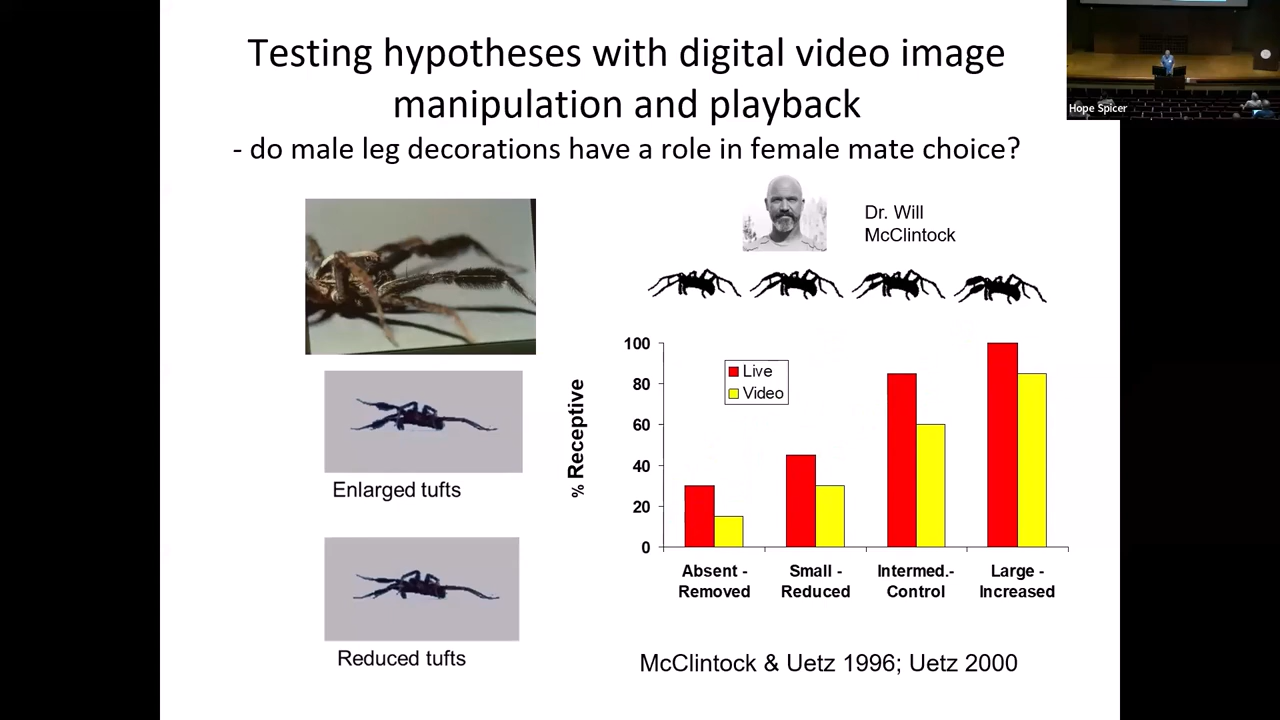 Testing hypotheses with digital video image
manipulation and playback
- do male leg decorations have a role in female mate choice?
Hope Spicer
Dr. Will
McClintock
Enlarged tufts
Reduced tufts
% Receptive
100
80
60
40
20
0
Live
Video
Absent -
Removed
Small -
Reduced
Intermed.-
Control
Large -
Increased
McClintock & Uetz 1996; Uetz 2000